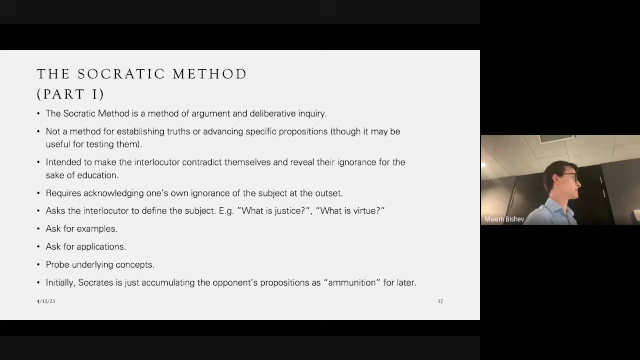 THE SOCRATIC METHOD
(PART I)
• The Socratic Method is a method of argument and deliberative inquiry.
• Not a method for establishing truths or advancing specific propositions (though it may be
useful for testing them).
• Intended to make the interlocutor contradict themselves and reveal their ignorance for the
sake of education.
• Requires acknowledging one's own ignorance of the subject at the outset.
• Asks the interlocutor to define the subject. E.g. "What is justice?", "What is virtue?"
• Ask for examples.
• Ask for applications.
• Probe underlying concepts.
• Initially, Socrates is just accumulating the opponent's propositions as "ammunition" for later.
4/12/23
17
Maxim Bishev